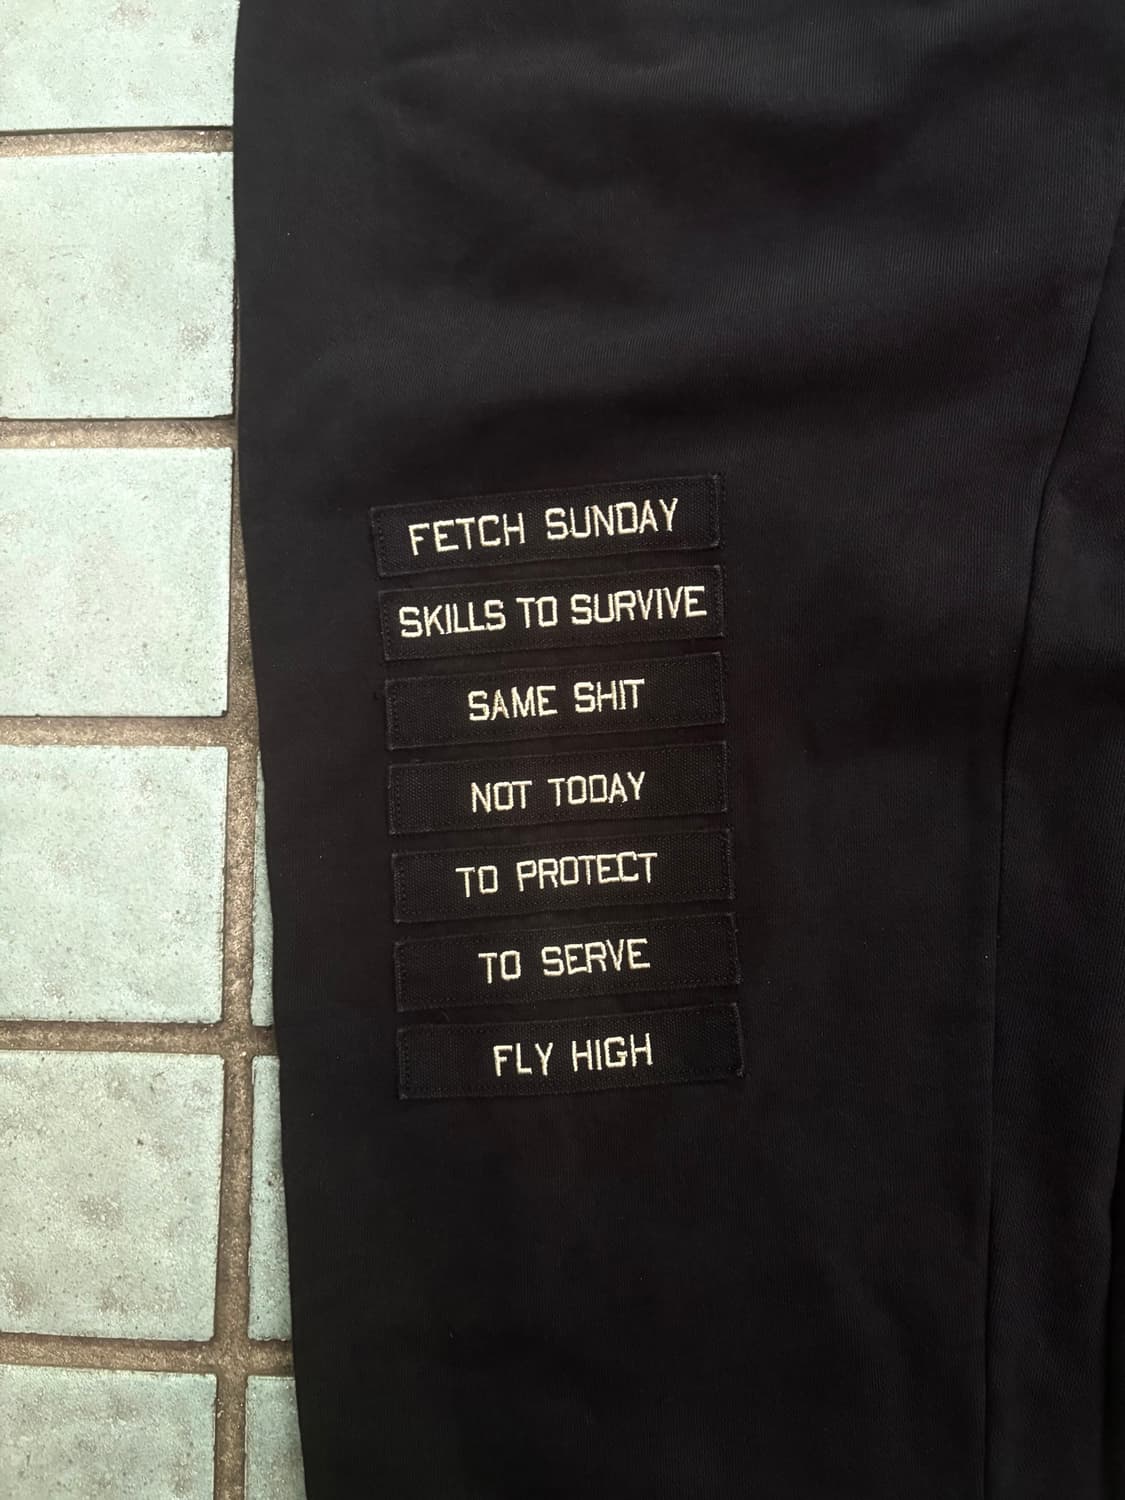 FETCH SUNDAY
SKILLS TO SURVIVE
SAME SHIT
NOT TODAY
TO PROTECT
TO SERVE
FLY HIGH